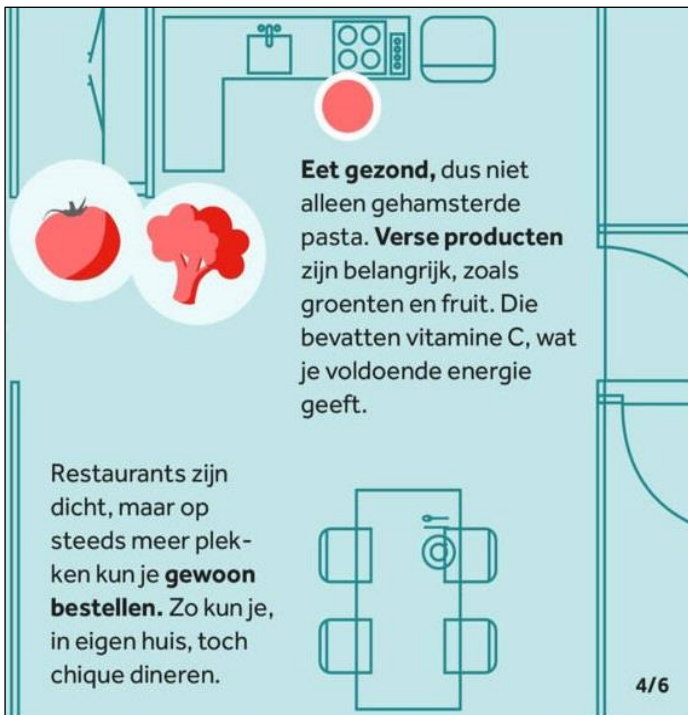 Eet gezond, dus niet
alleen gehamsterde
pasta. Verse producten
zijn belangrijk, zoals
groenten en fruit. Die
bevatten vitamine C, wat
je voldoende energie
geeft.
Restaurants zijn
dicht, maar op
steeds meer plek-
ken kun je gewoon
bestellen. Zo kun je,
in eigen huis, toch
chique dineren.
4/6